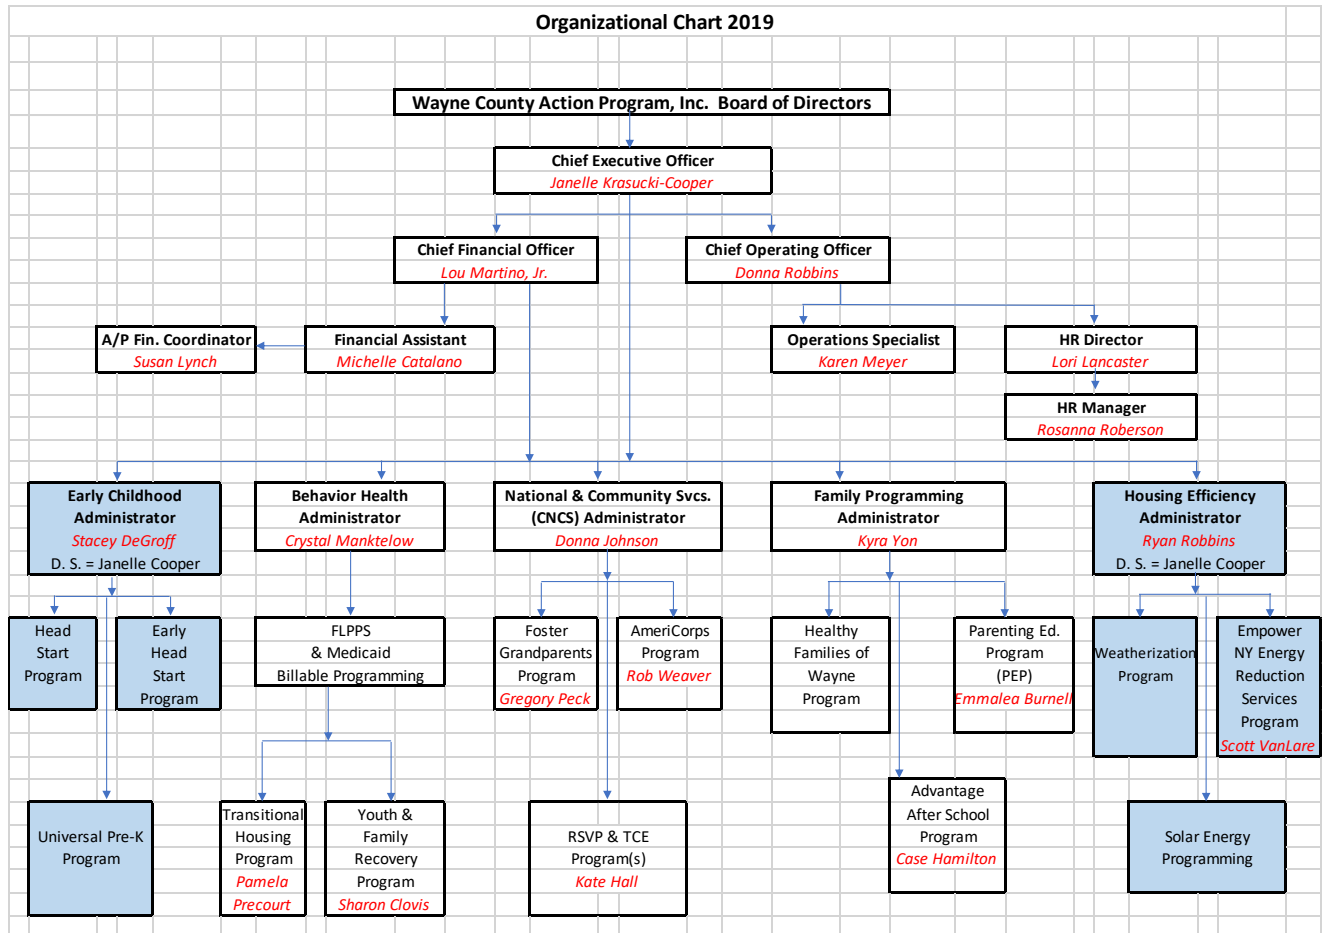 Organizational Chart 2019
Wayne County Action Program, Inc. Board of Directors
Chief Executive Officer
Janelle Krasucki-Cooper
Chief Financial Officer
Lou Martino, Jr.
Chief Operating Officer
Donna Robbins
A/P Fin. Coordinator
Susan Lynch
Financial Assistant
Michelle Catalano
Operations Specialist
Karen Meyer
HR Director
Lori Lancaster
HR Manager
Rosanna Roberson
Early Childhood
Administrator
Stacey DeGroff
D. S. = Janelle Cooper
Behavior Health
Administrator
Crystal Manktelow
National & Community Svcs.
(CNCS) Administrator
Donna Johnson
Family Programming
Administrator
Kyra Yon
Housing Efficiency
Administrator
Ryan Robbins
D. S. = Janelle Cooper
Head
Start
Program
Early
Head
Start
Program
FLPPS
& Medicaid
Billable Programming
Foster
Grandparents
Program
Gregory Peck
AmeriCorps
Program
Rob Weaver
Healthy
Families of
Wayne
Program
Parenting Ed.
Program
(PEP)
Emmalea Burnell
Weatherization
Program
Empower
NY Energy
Reduction
Services
Program
Scott VanLare
Universal Pre-K
Program
Transitional
Housing
Program
Pamela
Precourt
Youth &
Family
Recovery
Program
Sharon Clovis
RSVP & TCE
Program(s)
Kate Hall
Advantage
After School
Program
Case Hamilton
Solar Energy
Programming